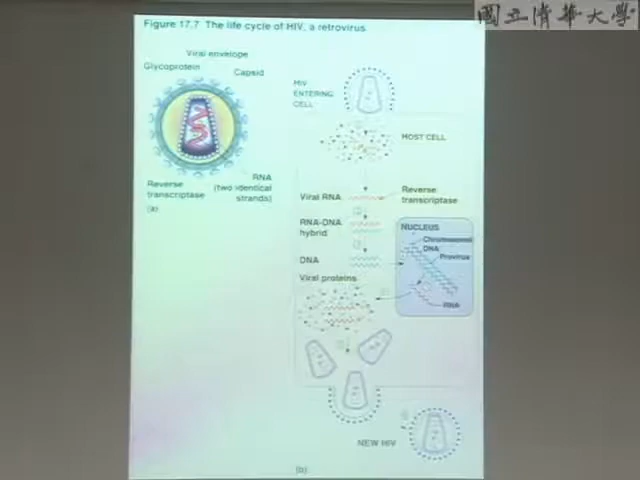 國立清華大學
Figure 17.7 The life cycle of HIV, a retrovirus
Viral envelope
Glycoprotein
Capsid
Reverse
transcriptase
RNA
(two identical
strands)
(a)
HIV
ENTERING
CELL
HOST CELL
Viral RNA
Reverse
transcriptase
RNA-DNA
hybrid
NUCLEUS
Chromosomal
DNA
Provirus
DNA
Viral proteins
RNA
NEW HIV
(b)